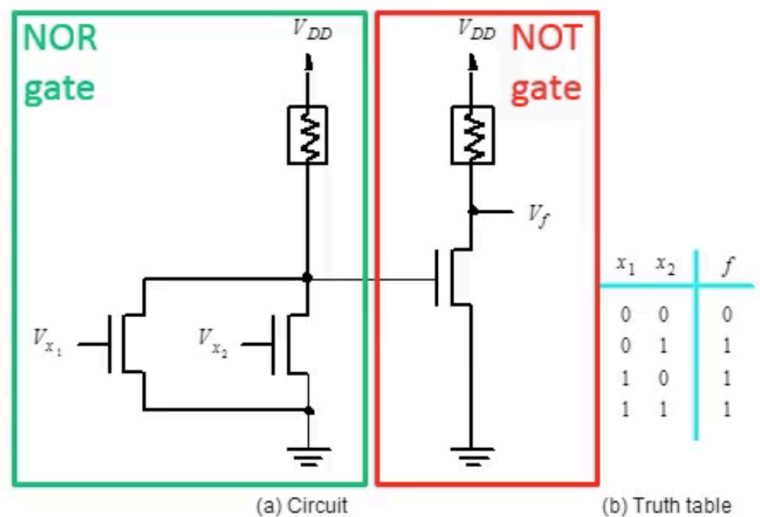 NOR
gate
V_DD
V_DD
NOT
gate
V_f
V_x1
V_x2
x1 x2 f
0 0 0
0 1 1
1 0 1
1 1 1
(a) Circuit
(b) Truth table